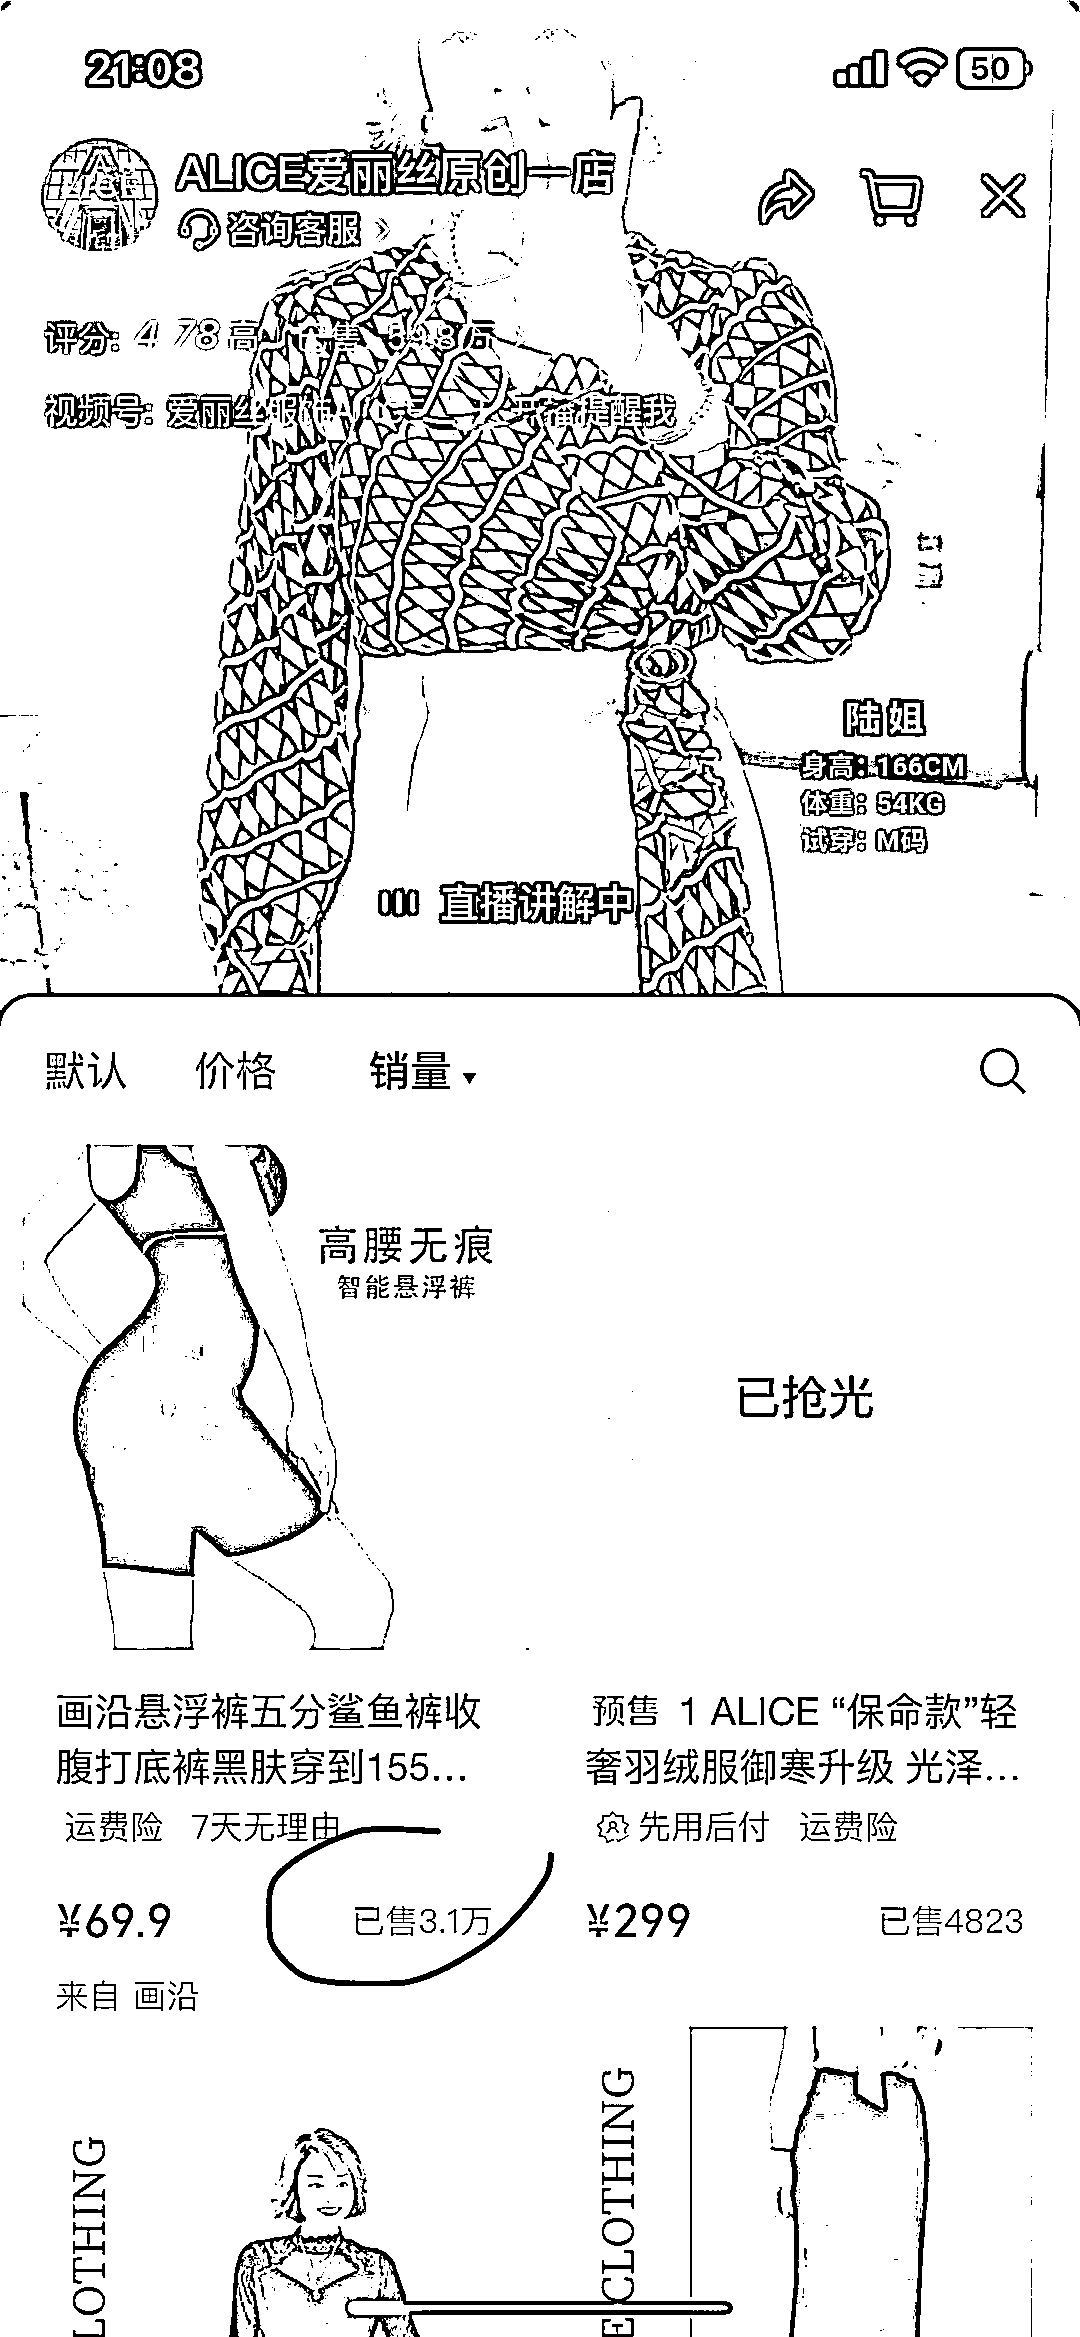 21:08
50
ALICE爱丽丝原创一店
咨询客服
评分: 4.78 高 已售
视频号: 爱丽丝服饰 开播提醒我
陆姐
身高: 166CM
体重: 54KG
试穿: M码
直播讲解中
默认 价格 销量
高腰无痕
智能悬浮裤
已抢光
画沿悬浮裤五分鲨鱼裤收
腹打底裤黑肤穿到155...
运费险 7天无理由
¥69.9 已售3.1万
来自 画沿
预售 1 ALICE “保命款”轻
奢羽绒服御寒升级 光泽...
先用后付 运费险
¥299 已售4823
LOTHING
E CLOTHING